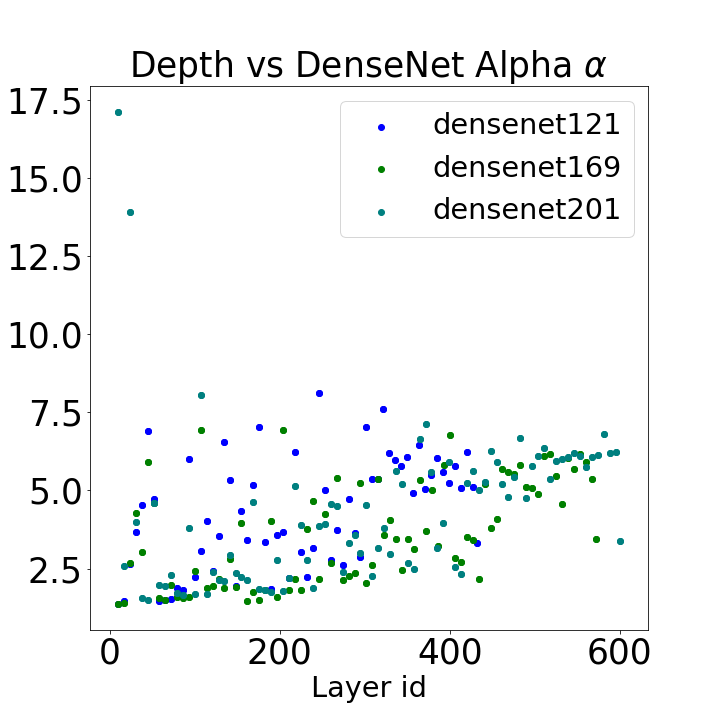 Depth vs DenseNet Alpha α
17.5
15.0
12.5
10.0
7.5
5.0
2.5
densenet121
densenet169
densenet201
0 200 400 600
Layer id